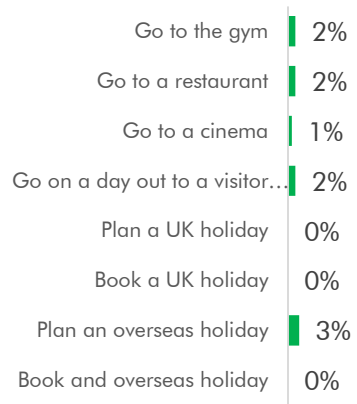 Go to the gym 2%
Go to a restaurant 2%
Go to a cinema 1%
Go on a day out to a visitor... 2%
Plan a UK holiday 0%
Book a UK holiday 0%
Plan an overseas holiday 3%
Book and overseas holiday 0%